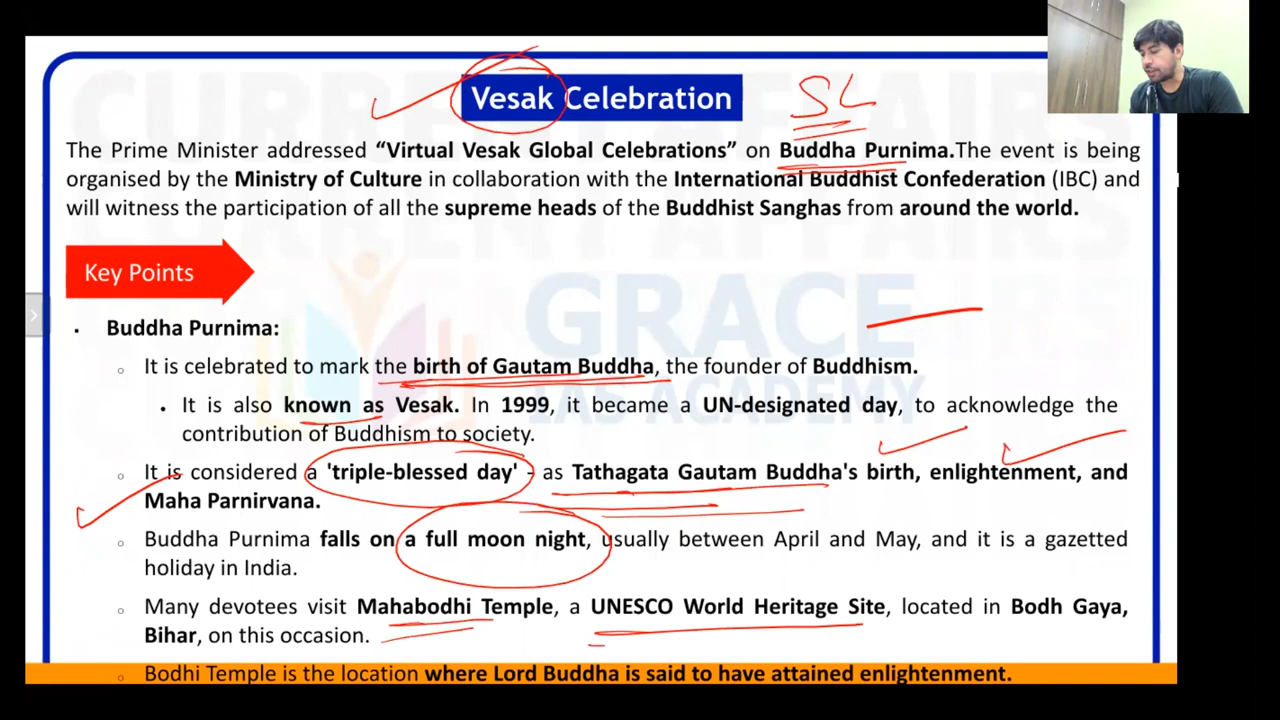 Vesak Celebration
SL
The Prime Minister addressed “Virtual Vesak Global Celebrations” on Buddha Purnima.The event is being
organised by the Ministry of Culture in collaboration with the International Buddhist Confederation (IBC) and
will witness the participation of all the supreme heads of the Buddhist Sanghas from around the world.
Key Points
▪ Buddha Purnima:
o It is celebrated to mark the birth of Gautam Buddha, the founder of Buddhism.
• It is also known as Vesak. In 1999, it became a UN-designated day, to acknowledge the
contribution of Buddhism to society.
o It is considered a 'triple-blessed day' - as Tathagata Gautam Buddha's birth, enlightenment, and
Maha Parnirvana.
o Buddha Purnima falls on a full moon night, usually between April and May, and it is a gazetted
holiday in India.
o Many devotees visit Mahabodhi Temple, a UNESCO World Heritage Site, located in Bodh Gaya,
Bihar, on this occasion.
o Bodhi Temple is the location where Lord Buddha is said to have attained enlightenment.
CURRENT AFFAIRS
GRACE
IAS ACADEMY